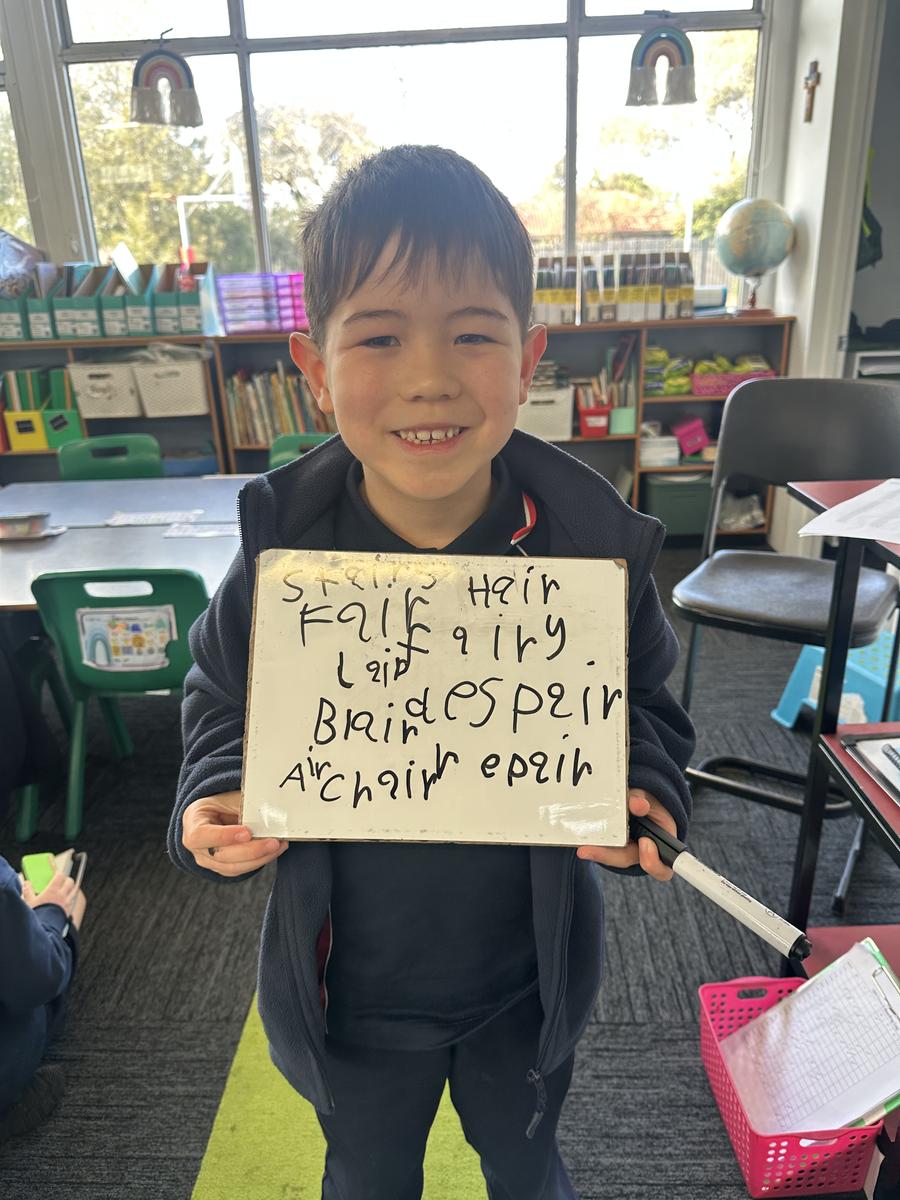 Stairs Hair
Fair Fairy
lair
Blair despair
Air Chair repair